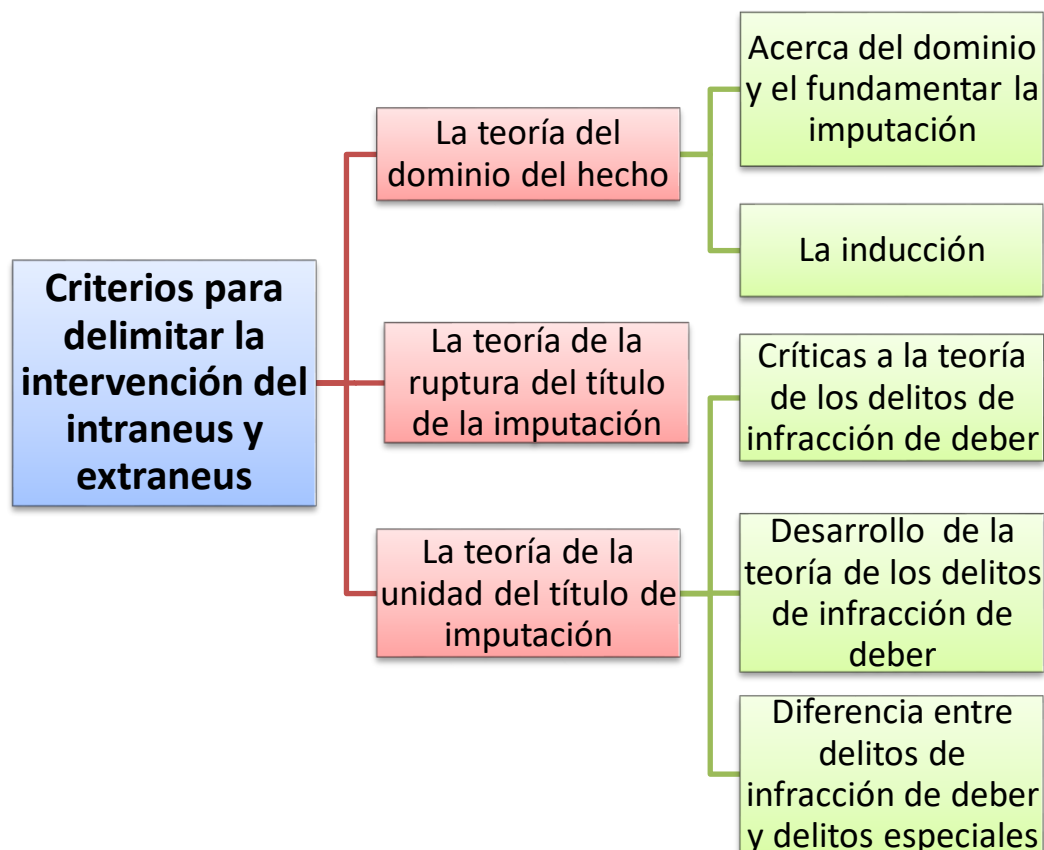 Criterios para
delimitar la
intervención del
intraneus y
extraneus
La teoría del
dominio del hecho
Acerca del dominio
y el fundamentar la
imputación
La inducción
La teoría de la
ruptura del título
de la imputación
La teoría de la
unidad del título de
imputación
Críticas a la teoría
de los delitos de
infracción de deber
Desarrollo de la
teoría de los delitos
de infracción de
deber
Diferencia entre
delitos de
infracción de deber
y delitos especiales